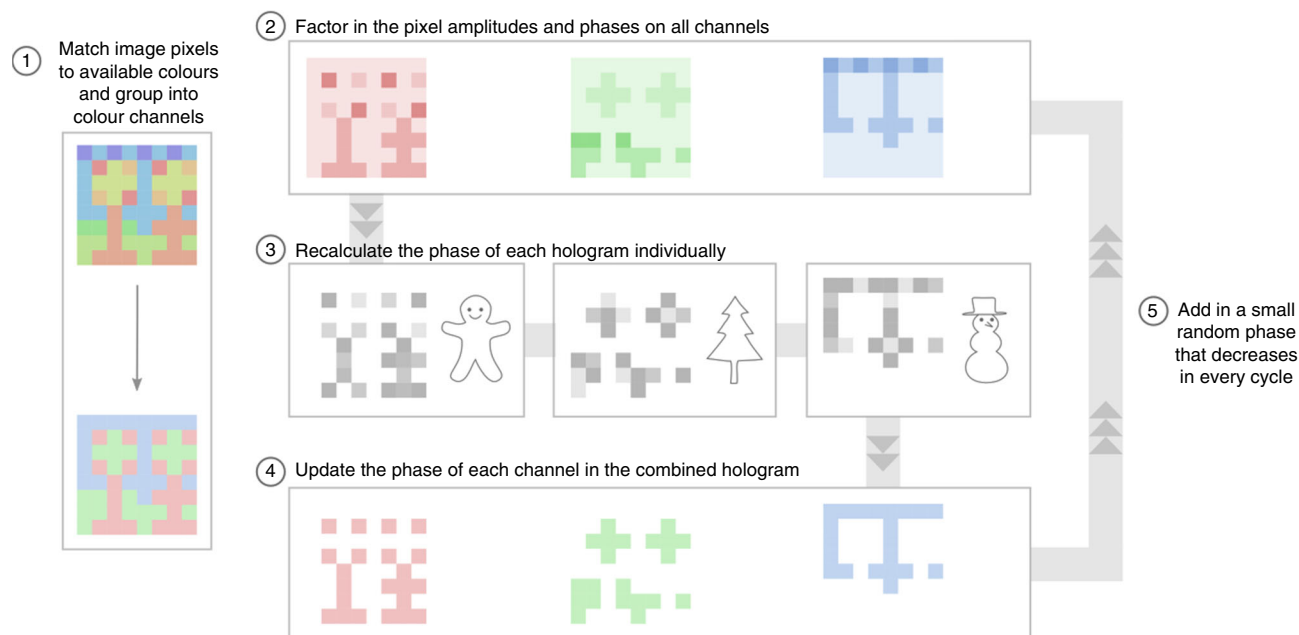 1
Match image pixels
to available colours
and group into
colour channels
2
Factor in the pixel amplitudes and phases on all channels
3
Recalculate the phase of each hologram individually
4
Update the phase of each channel in the combined hologram
5
Add in a small
random phase
that decreases
in every cycle